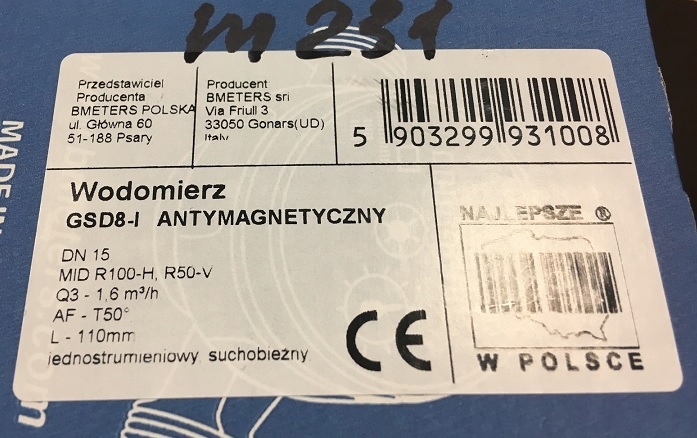 m 231
Przedstawiciel
Producenta
BMETERS POLSKA
ul. Główna 60
51-188 Psary
Producent
BMETERS srl
Via Friuli 3
33050 Gonars(UD)
Italy
5 903299 931008
Wodomierz
GSD8-I ANTYMAGNETYCZNY
DN 15
MID R100-H, R50-V
Q3 - 1,6 m³/h
AF - T50°
L - 110mm
jednostrumieniowy, suchobieżny
CE
NAJLEPSZE ®
W POLSCE
MADE IN